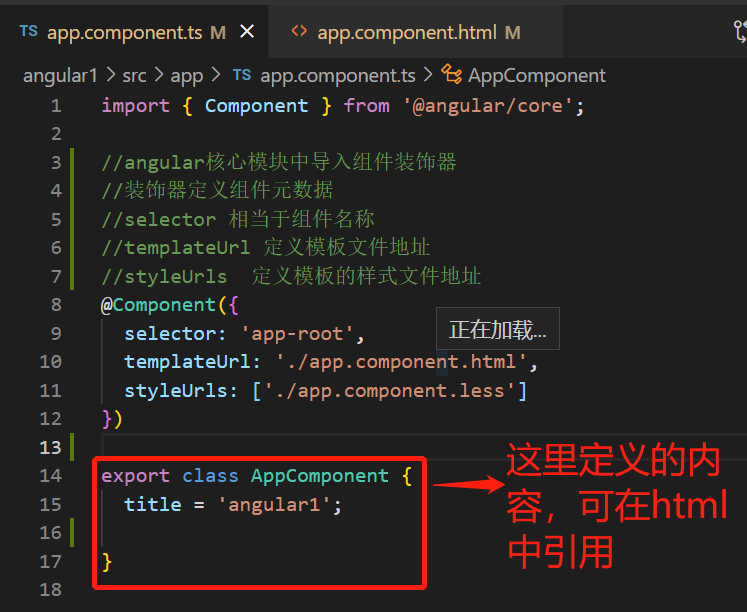 TS app.component.ts M ✕ <> app.component.html M
angular1 > src > app > TS app.component.ts > AppComponent
1 import { Component } from '@angular/core';
2
3 //angular核心模块中导入组件装饰器
4 //装饰器定义组件元数据
5 //selector 相当于组件名称
6 //templateUrl 定义模板文件地址
7 //styleUrls  定义模板的样式文件地址
8 @Component({
9 selector: 'app-root',
正在加载...
10 templateUrl: './app.component.html',
11 styleUrls: ['./app.component.less']
12 })
13
14 export class AppComponent {
15 title = 'angular1';
16
17 }
18
这里定义的内
容，可在html
中引用